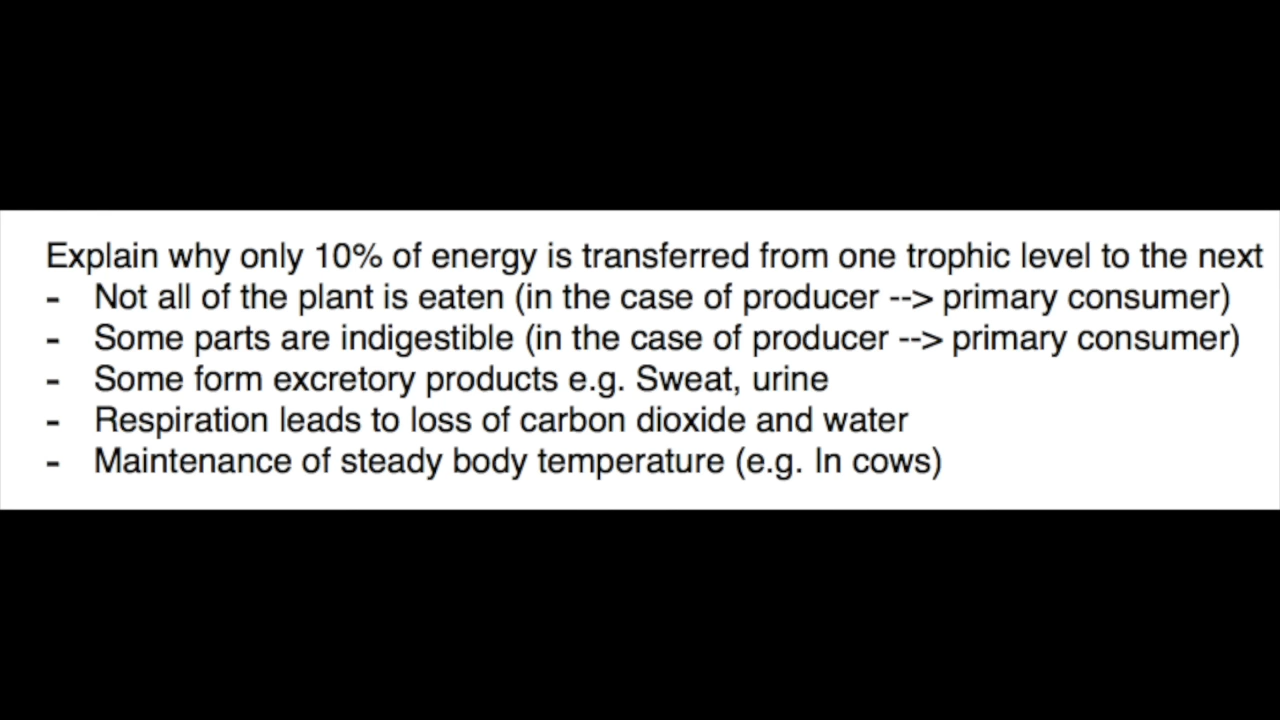 Explain why only 10% of energy is transferred from one trophic level to the next
- Not all of the plant is eaten (in the case of producer --> primary consumer)
- Some parts are indigestible (in the case of producer --> primary consumer)
- Some form excretory products e.g. Sweat, urine
- Respiration leads to loss of carbon dioxide and water
- Maintenance of steady body temperature (e.g. In cows)